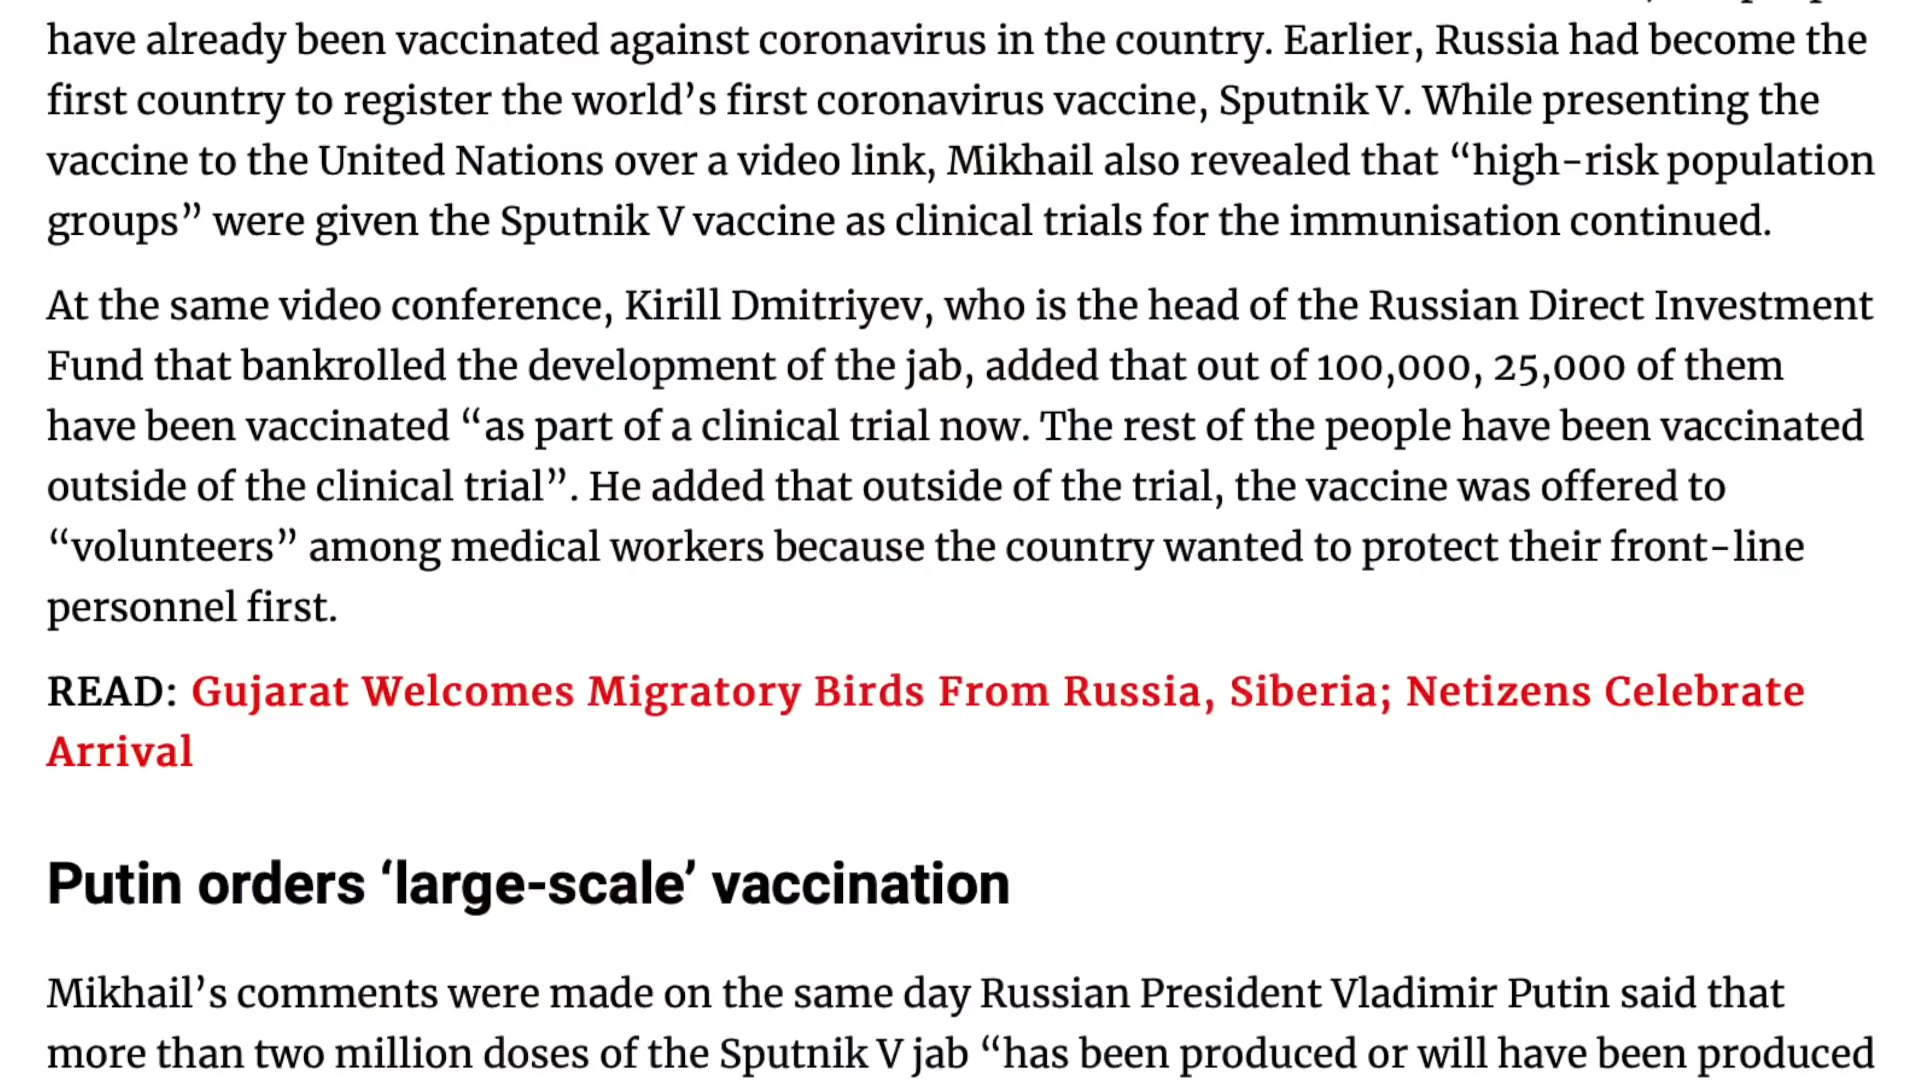 have already been vaccinated against coronavirus in the country. Earlier, Russia had become the
first country to register the world’s first coronavirus vaccine, Sputnik V. While presenting the
vaccine to the United Nations over a video link, Mikhail also revealed that “high-risk population
groups” were given the Sputnik V vaccine as clinical trials for the immunisation continued.
At the same video conference, Kirill Dmitriyev, who is the head of the Russian Direct Investment
Fund that bankrolled the development of the jab, added that out of 100,000, 25,000 of them
have been vaccinated “as part of a clinical trial now. The rest of the people have been vaccinated
outside of the clinical trial”. He added that outside of the trial, the vaccine was offered to
“volunteers” among medical workers because the country wanted to protect their front-line
personnel first.
READ: Gujarat Welcomes Migratory Birds From Russia, Siberia; Netizens Celebrate
Arrival
Putin orders ‘large-scale’ vaccination
Mikhail’s comments were made on the same day Russian President Vladimir Putin said that
more than two million doses of the Sputnik V jab “has been produced or will have been produced